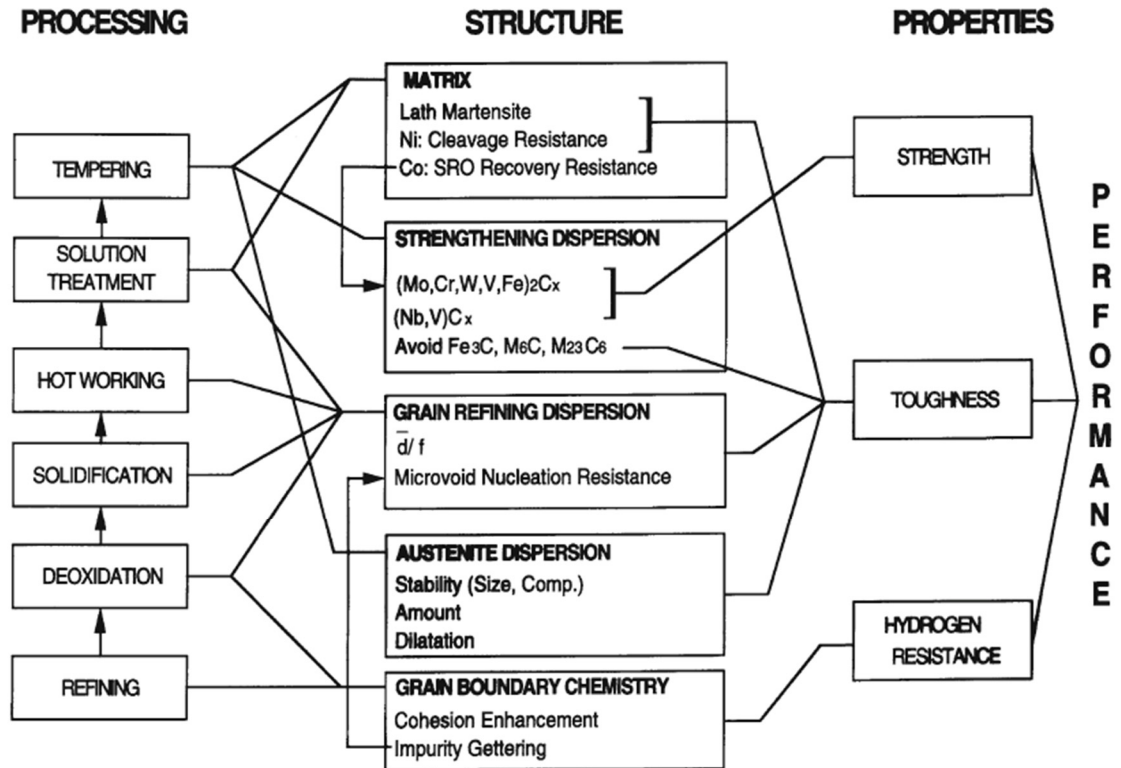 PROCESSING
STRUCTURE
PROPERTIES
TEMPERING
SOLUTION
TREATMENT
HOT WORKING
SOLIDIFICATION
DEOXIDATION
REFINING
MATRIX
Lath Martensite
Ni: Cleavage Resistance
Co: SRO Recovery Resistance
STRENGTHENING DISPERSION
(Mo,Cr,W,V,Fe)₂Cₓ
(Nb,V)Cₓ
Avoid Fe₃C, M₆C, M₂₃C₆
GRAIN REFINING DISPERSION
d̅/ f
Microvoid Nucleation Resistance
AUSTENITE DISPERSION
Stability (Size, Comp.)
Amount
Dilatation
GRAIN BOUNDARY CHEMISTRY
Cohesion Enhancement
Impurity Gettering
STRENGTH
TOUGHNESS
HYDROGEN
RESISTANCE
PERFORMANCE